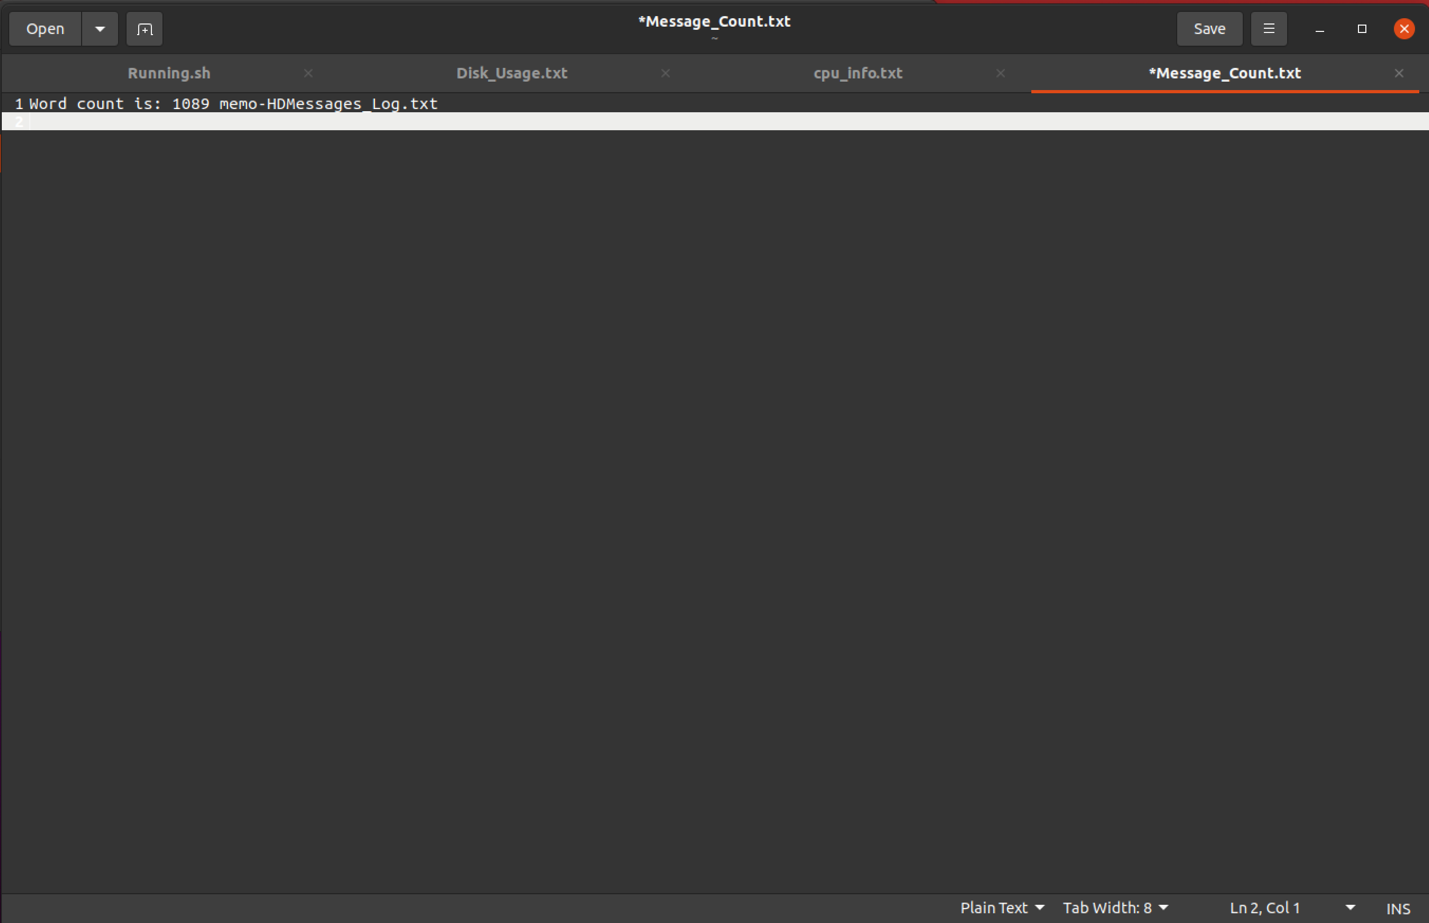 Open
*Message_Count.txt
~
Save
Running.sh
Disk_Usage.txt
cpu_info.txt
*Message_Count.txt
1 Word count is: 1089 memo-HDMessages_Log.txt
2
Plain Text
Tab Width: 8
Ln 2, Col 1
INS